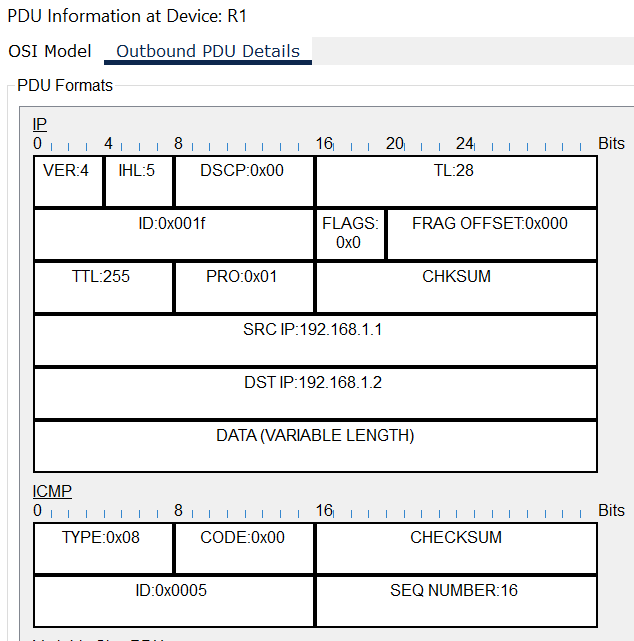 PDU Information at Device: R1
OSI Model Outbound PDU Details
PDU Formats
IP
0 4 8 16 20 24 Bits
VER:4 IHL:5 DSCP:0x00 TL:28
ID:0x001f FLAGS: 0x0 FRAG OFFSET:0x000
TTL:255 PRO:0x01 CHKSUM
SRC IP:192.168.1.1
DST IP:192.168.1.2
DATA (VARIABLE LENGTH)
ICMP
0 8 16 Bits
TYPE:0x08 CODE:0x00 CHECKSUM
ID:0x0005 SEQ NUMBER:16